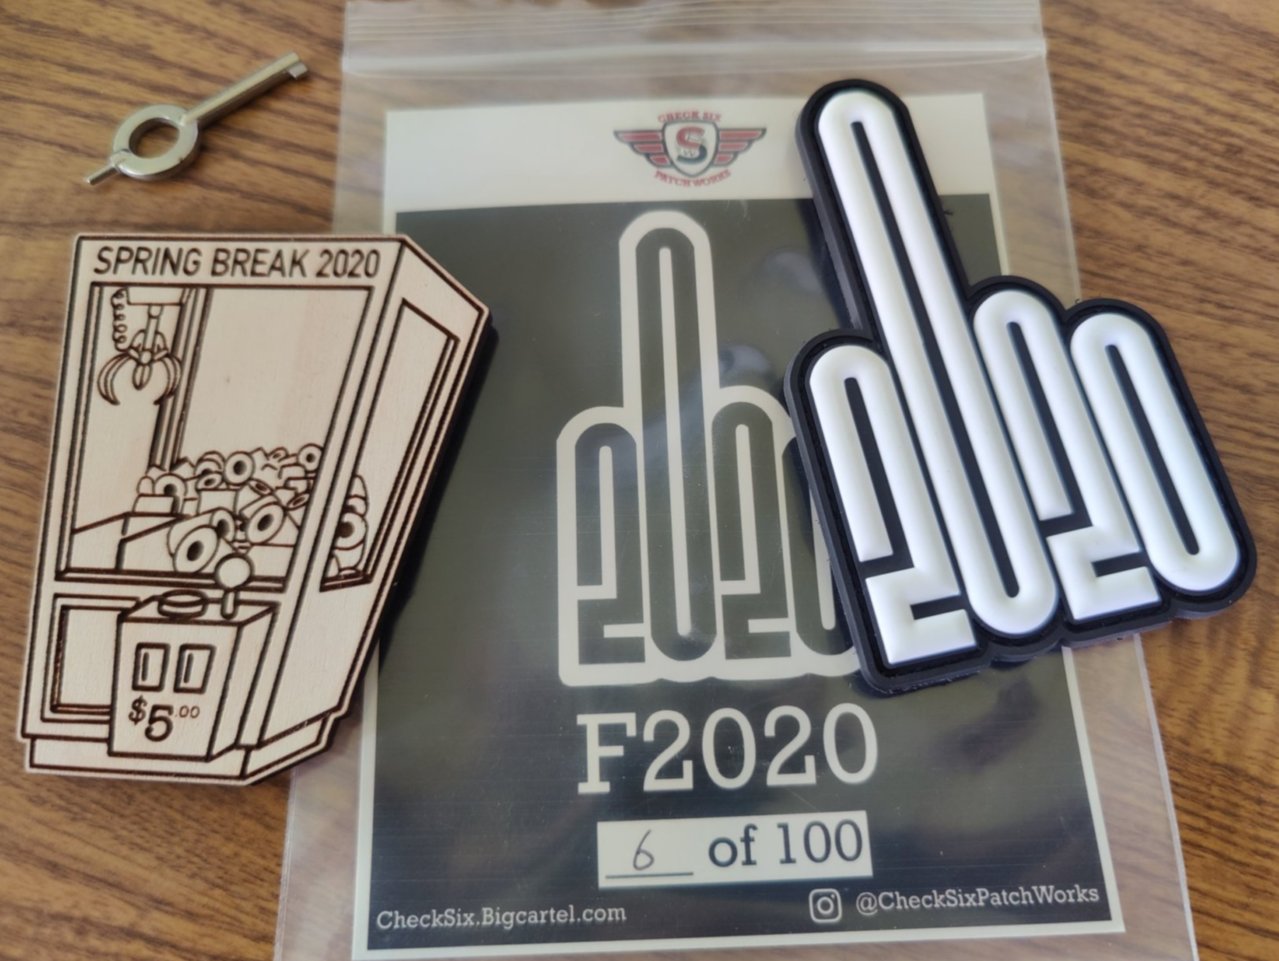 SPRING BREAK 2020
$5.00
CHECK SIX
S
PATCH WORKS
2020
2020
F2020
6 of 100
CheckSix.Bigcartel.com
@CheckSixPatchWorks